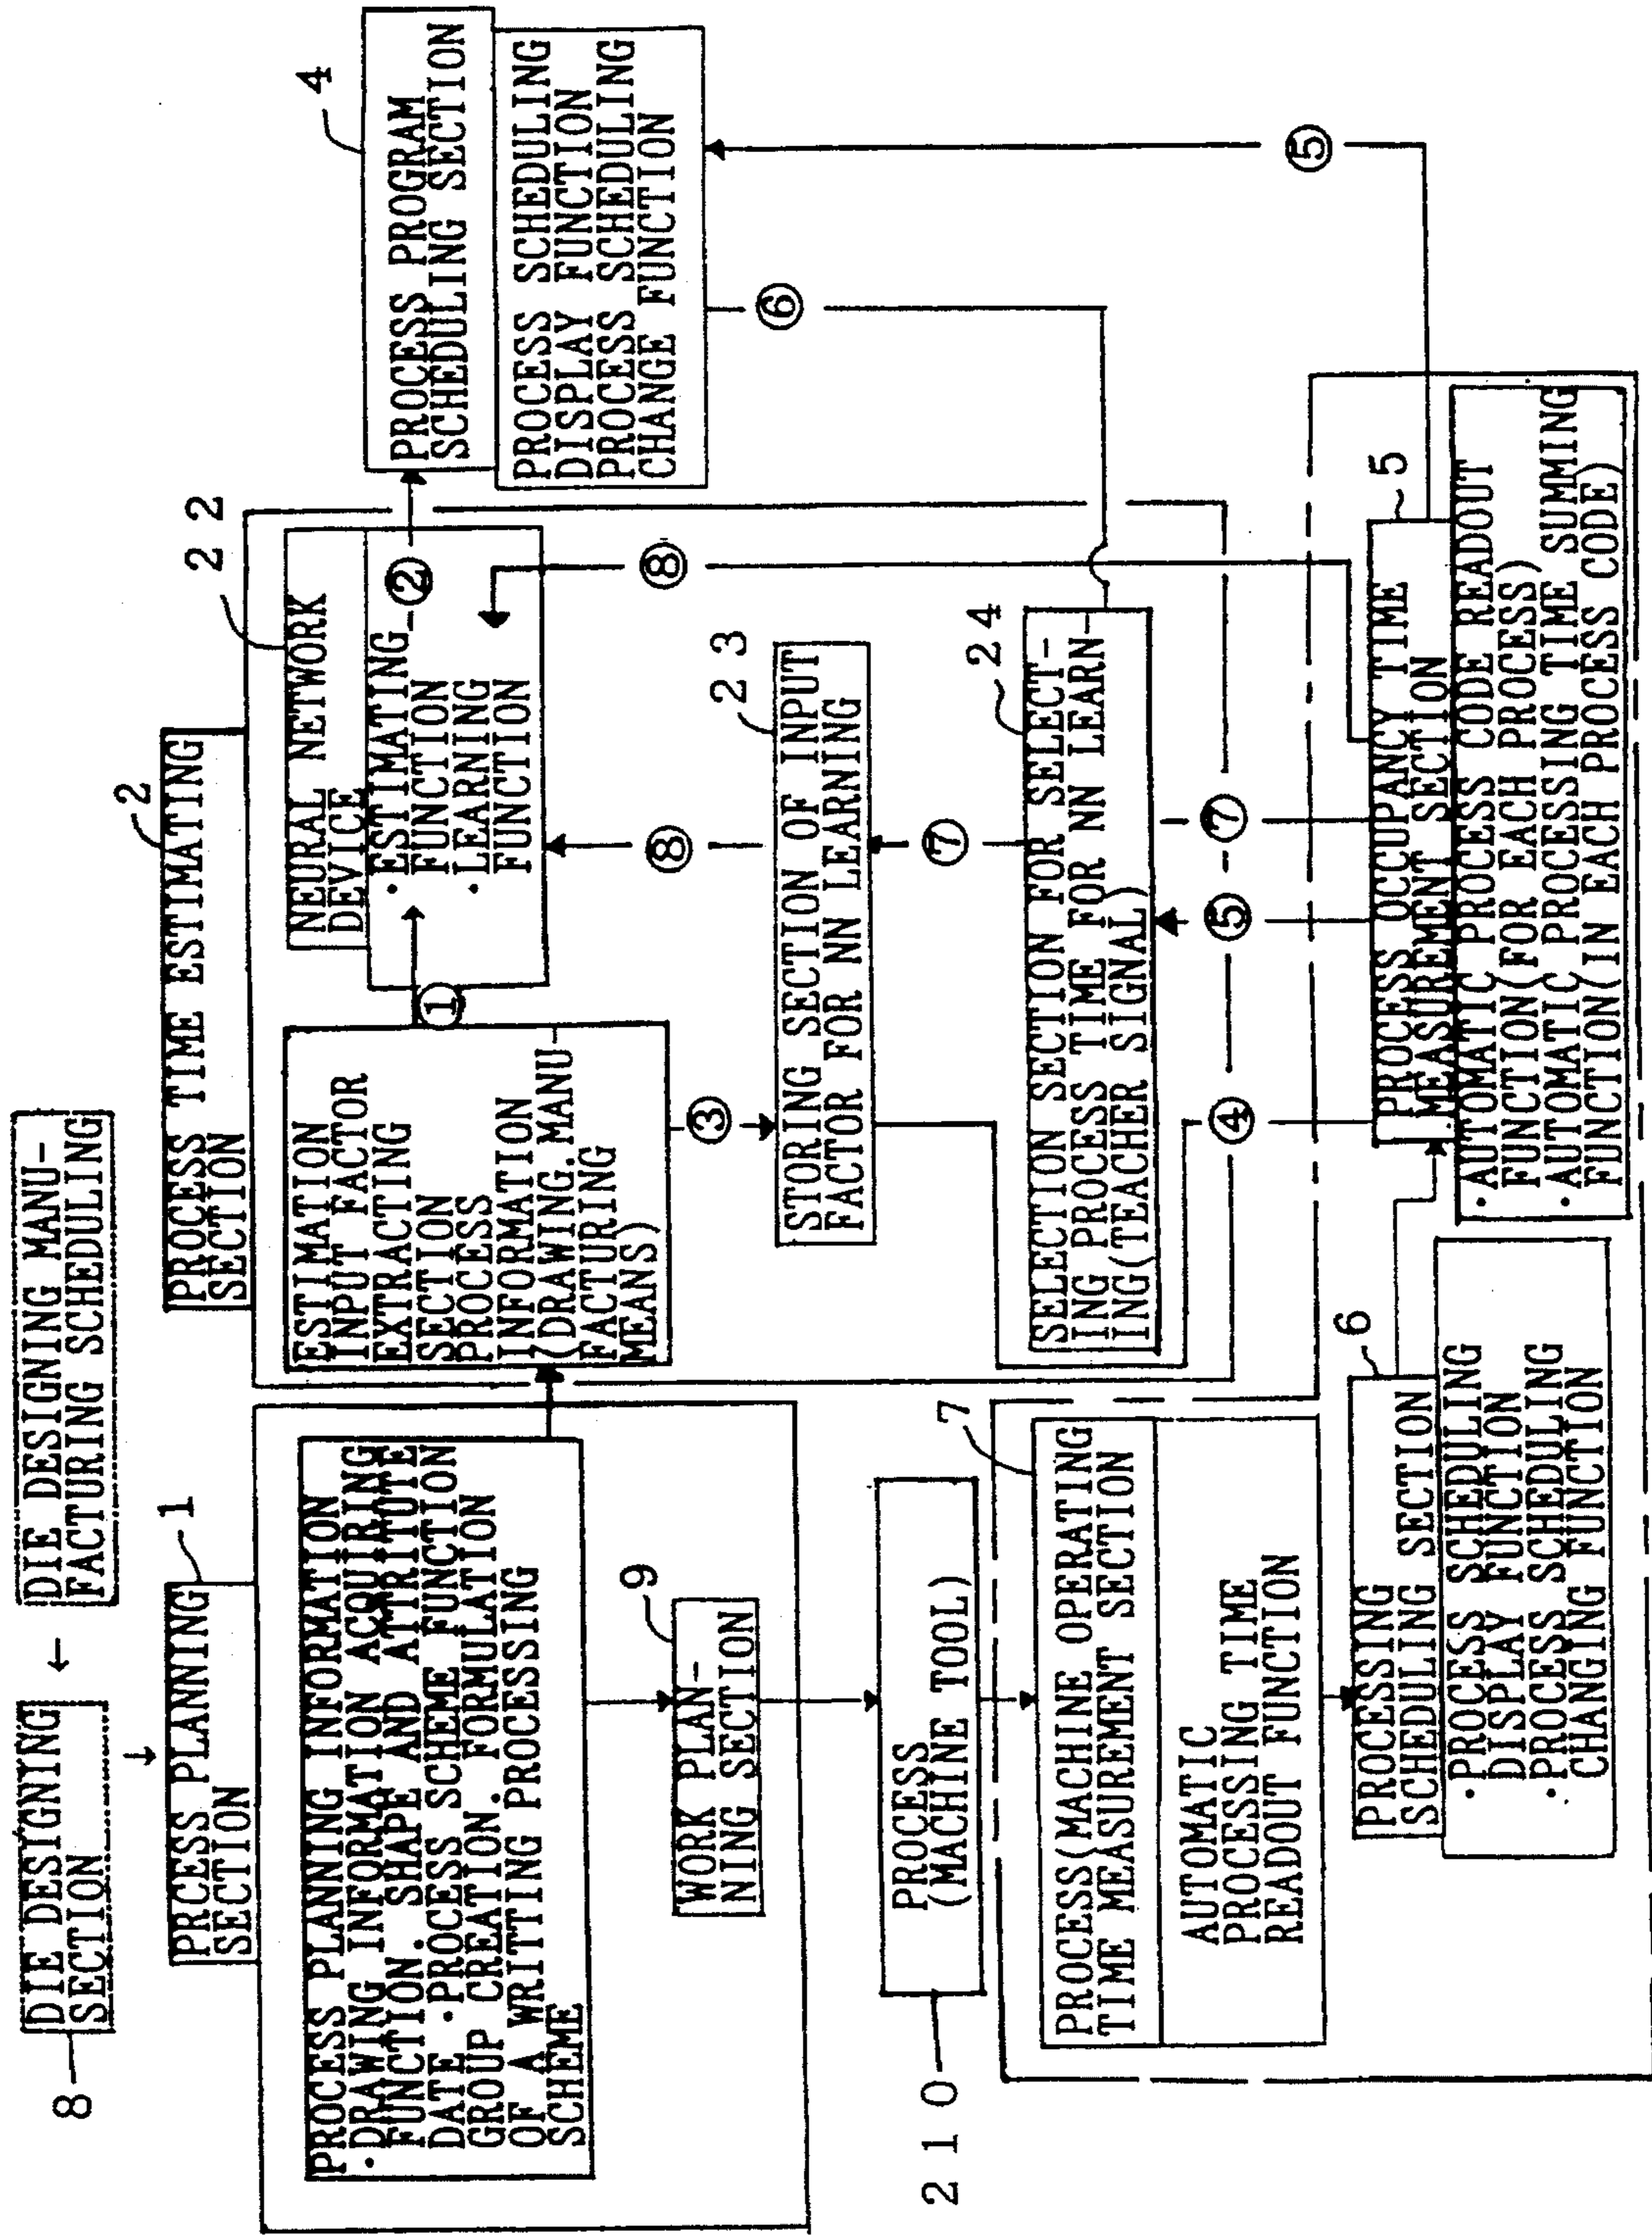 DIE DESIGNING
SECTION
8
←
DIE DESIGNING MANU-
FACTURING SCHEDULING
↓
PRCESS PLANNING
SECTION
1
PROCESS PLANNING INFORMATION
·DRAWING INFORMATION ACQUIRING
FUNCTION. SHAPE AND ATTRITUTE
DATE ·PROCESS SCHEME FUNCTION
GROUP CREATION. FORMULATION
OF A WRITTING PROCESSING
SCHEME
WORK PLAN-
NING SECTION
9
PROCESS
(MACHINE TOOL)
210
PROCESS(MACHINE OPERATING
TIME MEASUREMENT SECTION
7
AUTOMATIC
PROCESSING TIME
READOUT FUNCTION
PROCESSING
SCHEDULING SECTION
6
·PROCESS SCHEDULING
DISPLAY FUNCTION
·PROCESS SCHEDULING
CHANGING FUNCTION
PROCESS TIME ESTIMATING
SECTION
2
ESTIMATION
INPUT FACTOR
EXTRACTING
SECTION
PROCESS
INFORMATION
(DRAWING.MANU-
FACTURING
MEANS)
①
NEURAL NETWORK
DEVICE
22
·ESTIMATING
FUNCTION
·LEARNING
FUNCTION
②
③
⑧
⑧
STORING SECTION OF INPUT
FACTOR FOR NN LEARNING
23
⑦
SELECTION SECTION FOR SELECT-
ING PROCESS TIME FOR NN LEARN-
ING(TEACHER SIGNAL)
24
④
⑤
⑦
PROCESS OCCUPANCY TIME
MEASUREMENT SECTION
5
·AUTOMATIC PROCESS CODE READOUT
FUNCTION(FOR EACH PROCESS)
·AUTOMATIC PROCESSING TIME SUMMING
FUNCTION(IN EACH PROCESS CODE)
PROCESS PROGRAM
SCHEDULING SECTION
4
PROCESS SCHEDULING
DISPLAY FUNCTION
PROCESS SCHEDULING
CHANGE FUNCTION
⑥
⑤